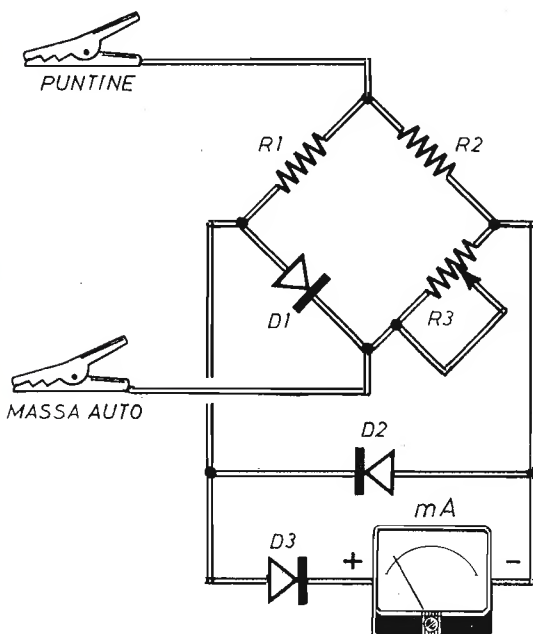 PUNTINE
R1
R2
D1
R3
MASSA AUTO
D2
mA
D3
+
-